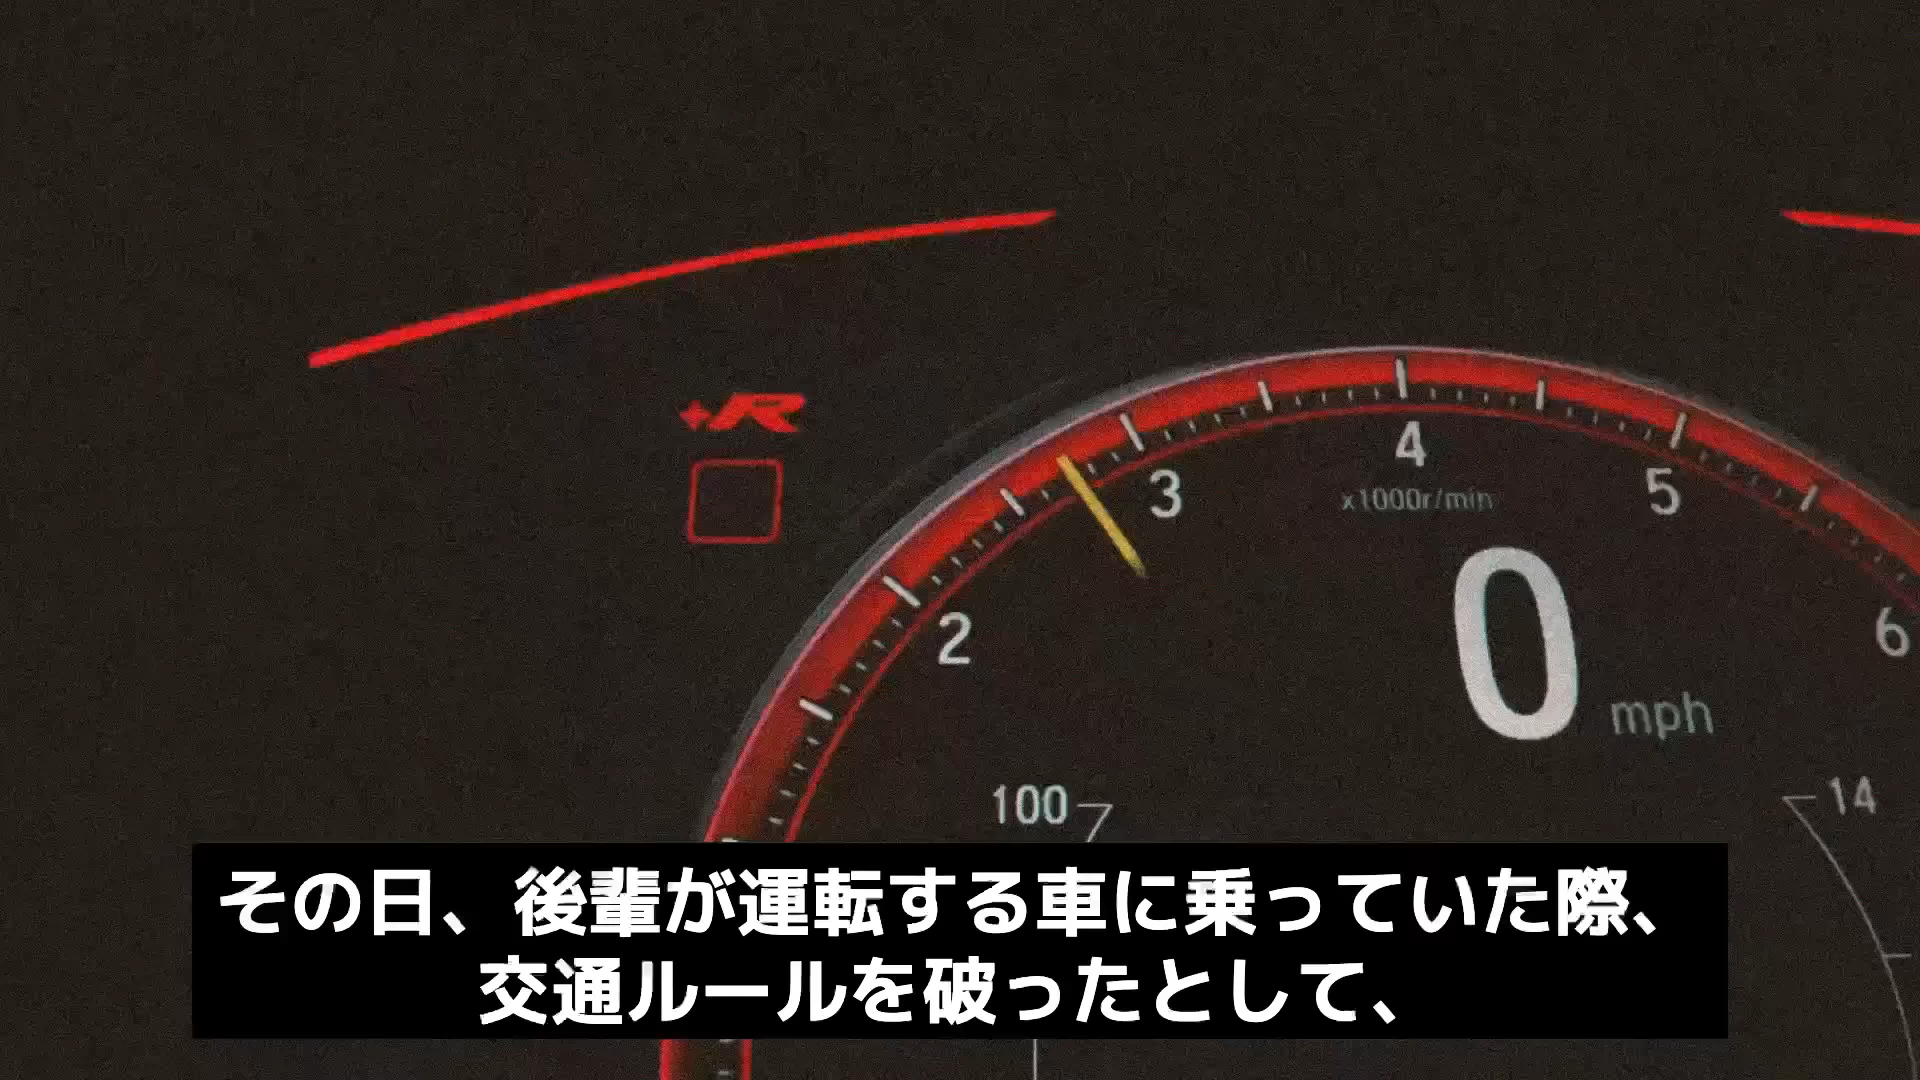 +R
4
3
5
x1000r/min
2
0
6
mph
100
14
その日、後輩が運転する車に乗っていた際、
交通ルールを破ったとして、